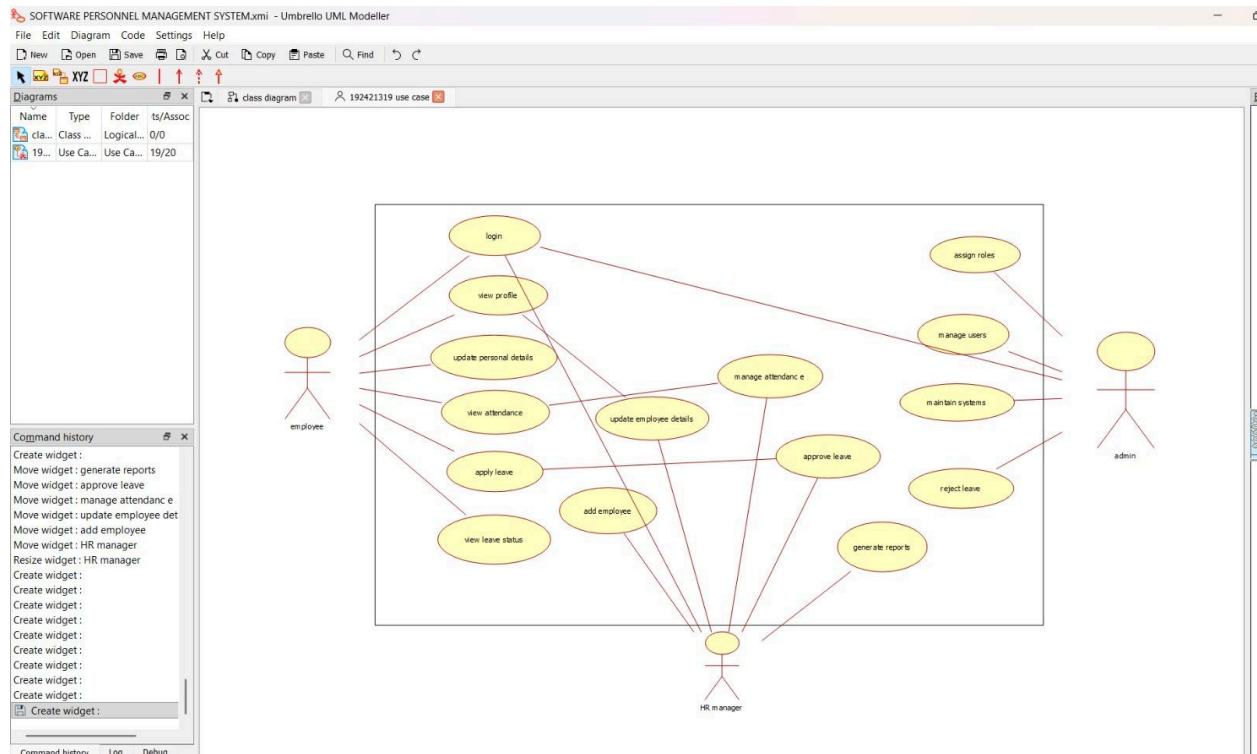 SOFTWARE PERSONNEL MANAGEMENT SYSTEM.xmi - Umbrello UML Modeller
File Edit Diagram Code Settings Help
New Open Save Cut Copy Paste Find
XYZ
Diagrams
class diagram 192421319 use case
Name Type Folder ts/Assoc
cla... Class ... Logical... 0/0
19... Use Ca... Use Ca... 19/20
login
assign roles
view profile
manage users
update personal details
manage attendanc e
maintain systems
view attendance
update employee details
employee
admin
approve leave
apply leave
reject leave
add employee
view leave status
generate reports
HR manager
Command history
Create widget :
Move widget : generate reports
Move widget : approve leave
Move widget : manage attendanc e
Move widget : update employee det
Move widget : add employee
Move widget : HR manager
Resize widget : HR manager
Create widget :
Create widget :
Create widget :
Create widget :
Create widget :
Create widget :
Create widget :
Create widget :
Create widget :
Create widget :
Command history Log Debug